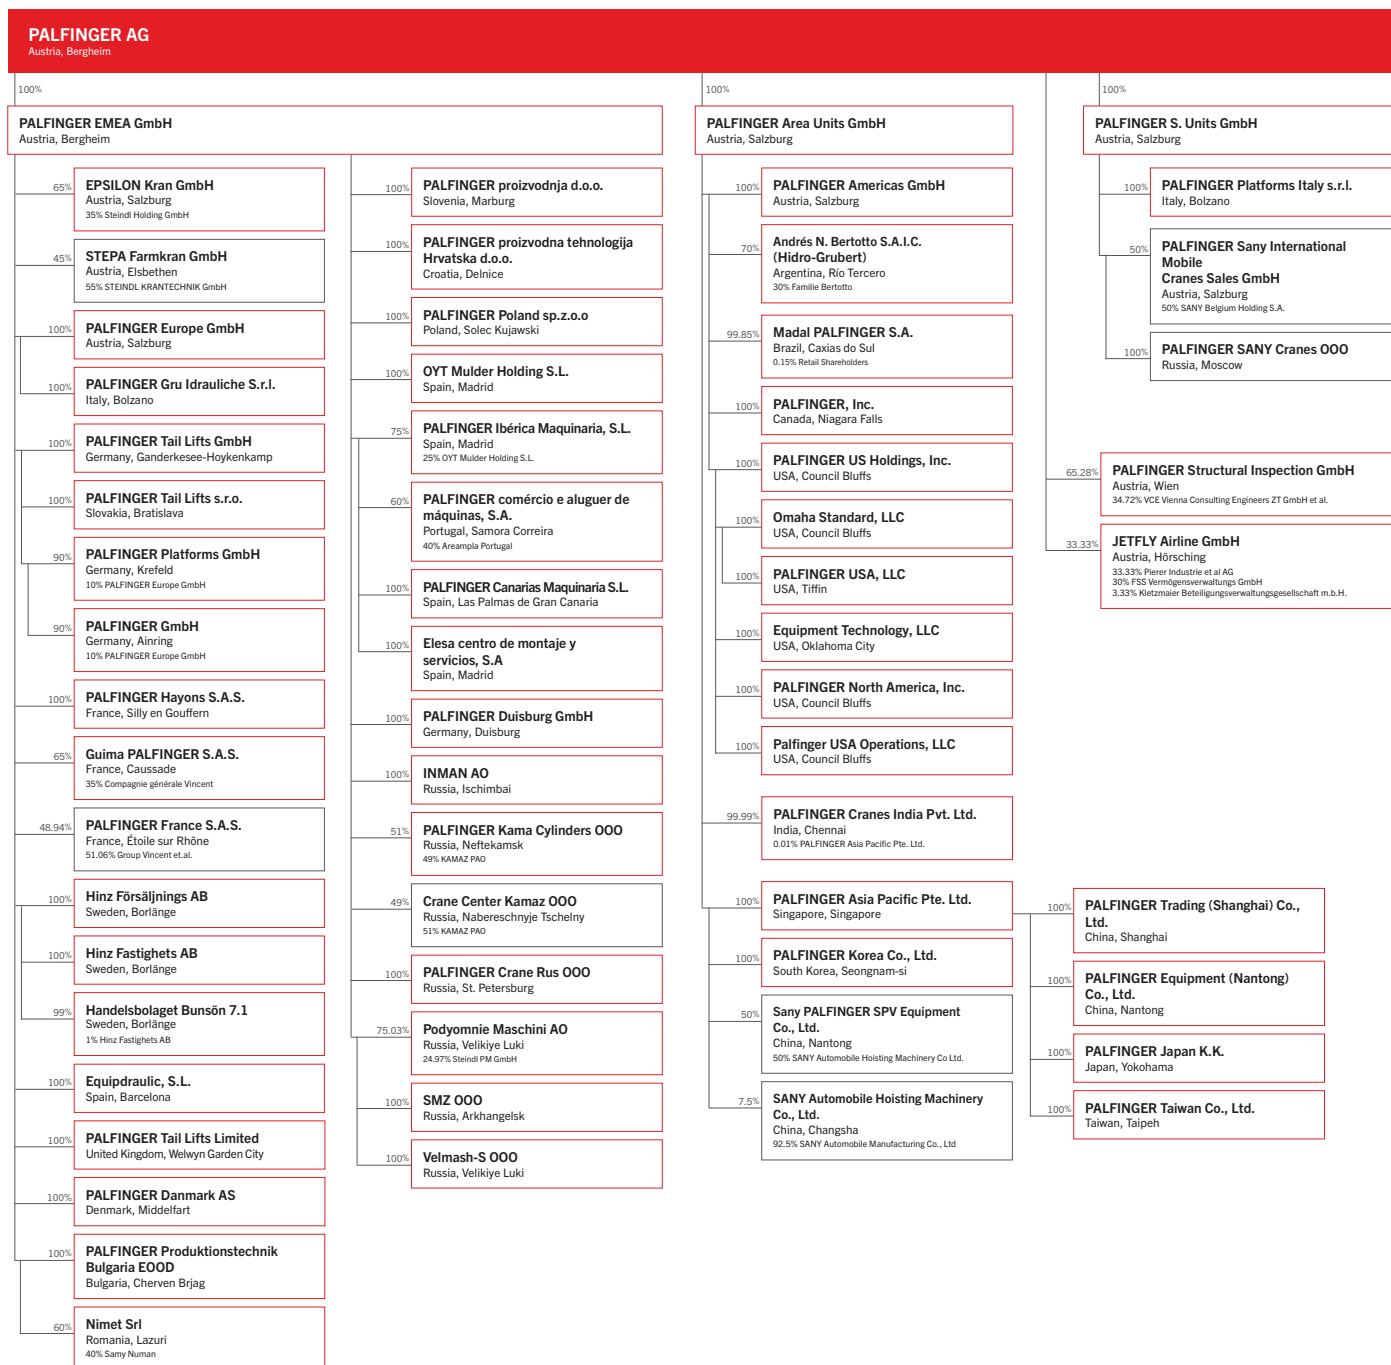 PALFINGER AG
Austria, Bergheim
100%
PALFINGER EMEA GmbH
Austria, Bergheim
65%
EPSILON Kran GmbH
Austria, Salzburg
35% Steindl Holding GmbH
45%
STEPA Farmkran GmbH
Austria, Elsbethen
55% STEINDL KRANTECHNIK GmbH
100%
PALFINGER Europe GmbH
Austria, Salzburg
100%
PALFINGER Gru Idrauliche S.r.l.
Italy, Bolzano
100%
PALFINGER Tail Lifts GmbH
Germany, Ganderkesee-Hoykenkamp
100%
PALFINGER Tail Lifts s.r.o.
Slovakia, Bratislava
90%
PALFINGER Platforms GmbH
Germany, Krefeld
10% PALFINGER Europe GmbH
90%
PALFINGER GmbH
Germany, Ainring
10% PALFINGER Europe GmbH
100%
PALFINGER Hayons S.A.S.
France, Silly en Gouffern
65%
Guima PALFINGER S.A.S.
France, Caussade
35% Compagnie générale Vincent
48.94%
PALFINGER France S.A.S.
France, Étoile sur Rhône
51.06% Group Vincent et.al.
100%
Hinz Försäljnings AB
Sweden, Borlänge
100%
Hinz Fastighets AB
Sweden, Borlänge
99%
Handelsbolaget Bunsön 7.1
Sweden, Borlänge
1% Hinz Fastighets AB
100%
Equipdraulic, S.L.
Spain, Barcelona
100%
PALFINGER Tail Lifts Limited
United Kingdom, Welwyn Garden City
100%
PALFINGER Danmark AS
Denmark, Middelfart
100%
PALFINGER Produktionstechnik
Bulgaria EOOD
Bulgaria, Cherven Brjag
60%
Nimet Srl
Romania, Lazuri
40% Samy Numan
100%
PALFINGER proizvodnja d.o.o.
Slovenia, Marburg
100%
PALFINGER proizvodna tehnologija
Hrvatska d.o.o.
Croatia, Delnice
100%
PALFINGER Poland sp.z.o.o
Poland, Solec Kujawski
100%
OYT Mulder Holding S.L.
Spain, Madrid
75%
PALFINGER Ibérica Maquinaria, S.L.
Spain, Madrid
25% OYT Mulder Holding S.L.
60%
PALFINGER comércio e aluguer de
máquinas, S.A.
Portugal, Samora Correira
40% Areampla Portugal
100%
PALFINGER Canarias Maquinaria S.L.
Spain, Las Palmas de Gran Canaria
100%
Elesa centro de montaje y
servicios, S.A
Spain, Madrid
100%
PALFINGER Duisburg GmbH
Germany, Duisburg
100%
INMAN AO
Russia, Ischimbai
51%
PALFINGER Kama Cylinders OOO
Russia, Neftekamsk
49% KAMAZ PAO
49%
Crane Center Kamaz OOO
Russia, Nabereschnyje Tschelny
51% KAMAZ PAO
100%
PALFINGER Crane Rus OOO
Russia, St. Petersburg
75.03%
Podyomnie Maschini AO
Russia, Velikiye Luki
24.97% Steindl PM GmbH
100%
SMZ OOO
Russia, Arkhangelsk
100%
Velmash-S OOO
Russia, Velikiye Luki
100%
PALFINGER Area Units GmbH
Austria, Salzburg
100%
PALFINGER Americas GmbH
Austria, Salzburg
70%
Andrés N. Bertotto S.A.I.C.
(Hidro-Grubert)
Argentina, Río Tercero
30% Familie Bertotto
99.85%
Madal PALFINGER S.A.
Brazil, Caxias do Sul
0.15% Retail Shareholders
100%
PALFINGER, Inc.
Canada, Niagara Falls
100%
PALFINGER US Holdings, Inc.
USA, Council Bluffs
100%
Omaha Standard, LLC
USA, Council Bluffs
100%
PALFINGER USA, LLC
USA, Tiffin
100%
Equipment Technology, LLC
USA, Oklahoma City
100%
PALFINGER North America, Inc.
USA, Council Bluffs
100%
Palfinger USA Operations, LLC
USA, Council Bluffs
99.99%
PALFINGER Cranes India Pvt. Ltd.
India, Chennai
0.01% PALFINGER Asia Pacific Pte. Ltd.
100%
PALFINGER Asia Pacific Pte. Ltd.
Singapore, Singapore
100%
PALFINGER Korea Co., Ltd.
South Korea, Seongnam-si
50%
Sany PALFINGER SPV Equipment
Co., Ltd.
China, Nantong
50% SANY Automobile Hoisting Machinery Co Ltd.
7.5%
SANY Automobile Hoisting Machinery
Co., Ltd.
China, Changsha
92.5% SANY Automobile Manufacturing Co., Ltd
100%
PALFINGER Trading (Shanghai) Co.,
Ltd.
China, Shanghai
100%
PALFINGER Equipment (Nantong)
Co., Ltd.
China, Nantong
100%
PALFINGER Japan K.K.
Japan, Yokohama
100%
PALFINGER Taiwan Co., Ltd.
Taiwan, Taipeh
100%
PALFINGER S. Units GmbH
Austria, Salzburg
100%
PALFINGER Platforms Italy s.r.l.
Italy, Bolzano
50%
PALFINGER Sany International
Mobile
Cranes Sales GmbH
Austria, Salzburg
50% SANY Belgium Holding S.A.
100%
PALFINGER SANY Cranes OOO
Russia, Moscow
65.28%
PALFINGER Structural Inspection GmbH
Austria, Wien
34.72% VCE Vienna Consulting Engineers ZT GmbH et al.
33.33%
JETFLY Airline GmbH
Austria, Hörsching
33.33% Pierer Industrie et al AG
30% FSS Vermögensverwaltungs GmbH
3.33% Kletzmaier Beteiligungsverwaltungsgesellschaft m.b.H.